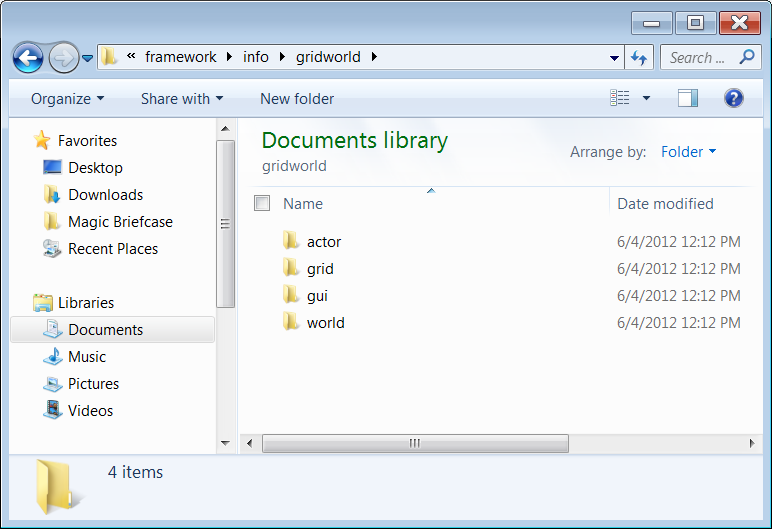 « framework info gridworld Search ...
Organize Share with New folder
Favorites
Desktop
Downloads
Magic Briefcase
Recent Places
Libraries
Documents
Music
Pictures
Videos
Documents library
gridworld
Arrange by: Folder
Name Date modified
actor 6/4/2012 12:12 PM
grid 6/4/2012 12:12 PM
gui 6/4/2012 12:12 PM
world 6/4/2012 12:12 PM
4 items